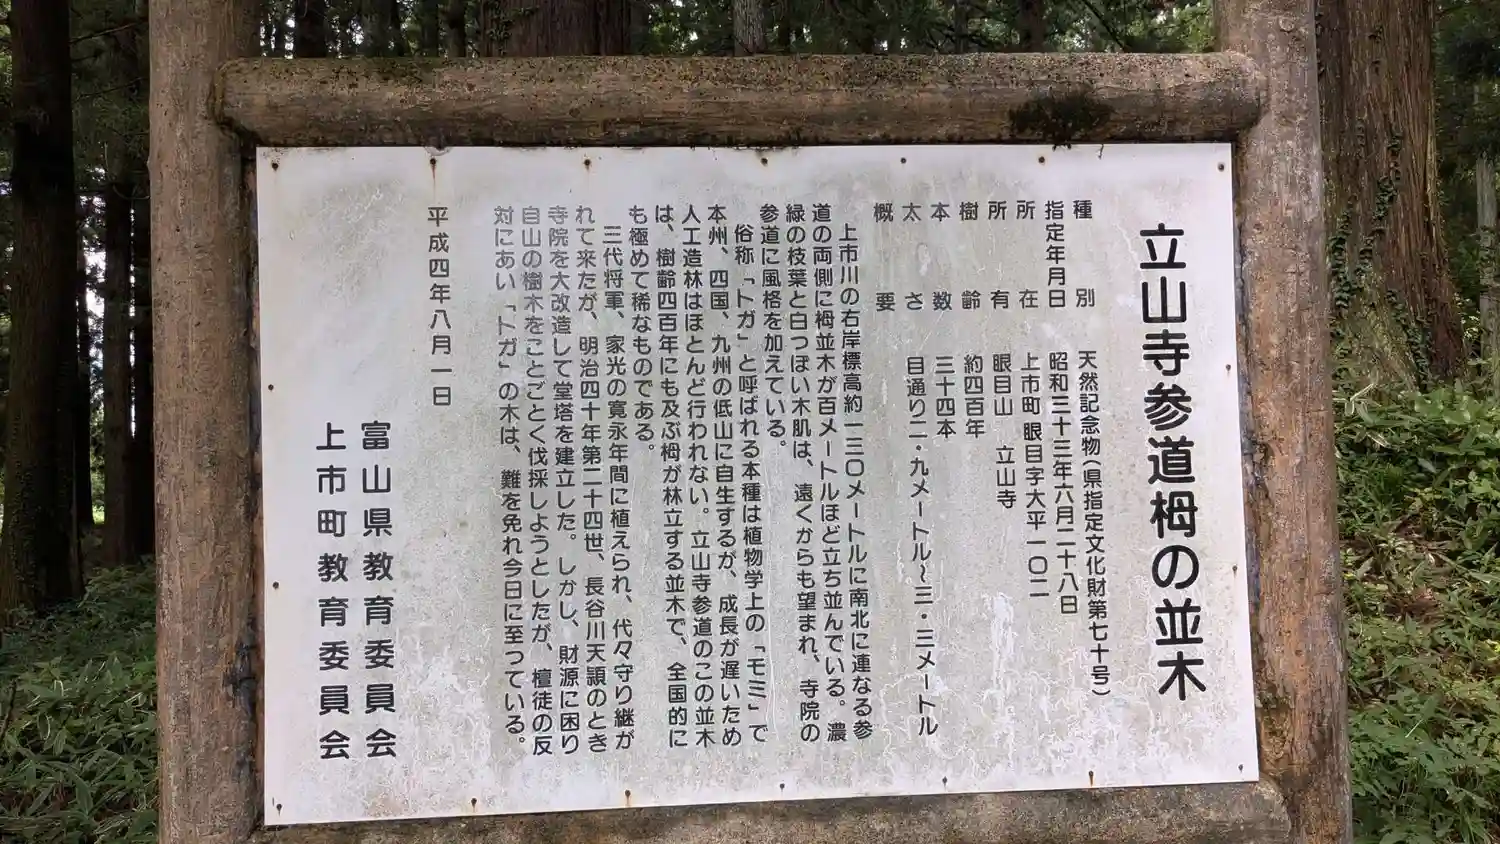 立山寺参道栂の並木
種別 天然記念物(県指定文化財第七十号)
指定年月日 昭和三十三年六月二十八日
所在 上市町眼目字大平一〇二
所有 眼目山 立山寺
樹齢 約四百年
本数 三十四本
太さ 目通り二・九メートル〜三・三メートル
概要
上市川の右岸標高約一三〇メートルに南北に連なる参
道の両側に栂並木が百メートルほど立ち並んでいる。濃
緑の枝葉と白っぽい木肌は、遠くからも望まれ、寺院の
参道に風格を加えている。
俗称「トガ」と呼ばれる本種は植物学上の「モミ」で
本州、四国、九州の低山に自生するが、成長が遅いため
人工造林はほとんど行われない。立山寺参道のこの並木
は、樹齢四百年にも及ぶ栂が林立する並木で、全国的に
も極めて稀なものである。
三代将軍、家光の寛永年間に植えられ、代々守り継が
れて来たが、明治四十年第二十四世、長谷川天頴のとき
寺院を大改造して堂塔を建立した。しかし、財源に困り
自山の樹木をことごとく伐採しようとしたが、檀徒の反
対にあい「トガ」の木は、難を免れ今日に至っている。
平成四年八月一日
富山県教育委員会
上市町教育委員会